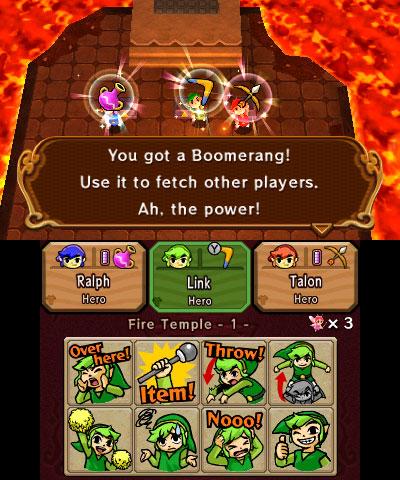 You got a Boomerang!
Use it to fetch other players.
Ah, the power!
Ralph
Hero
Y
Link
Hero
Talon
Hero
Fire Temple - 1 -
× 3
Over here!
Item!
Throw!
Nooo!